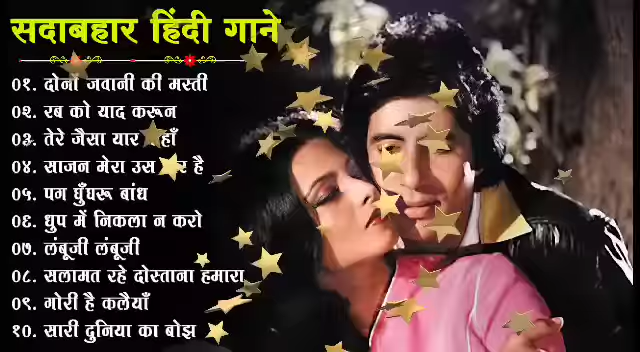 सदाबहार हिंदी गाने
०१. दोनो जवानी की मस्ती
०२. रब को याद करून
०३. तेरे जैसा यार
०४. साजन मेरा उस है
०५. पग घुँघरू बांध
०६. धुप में निकला न करो
०७. लंबूजी लंबूजी
०८. सलामत रहे दोस्ताना हमारा
०९. गोरी है कलैयाँ
१०. सारी दुनिया का बोझ